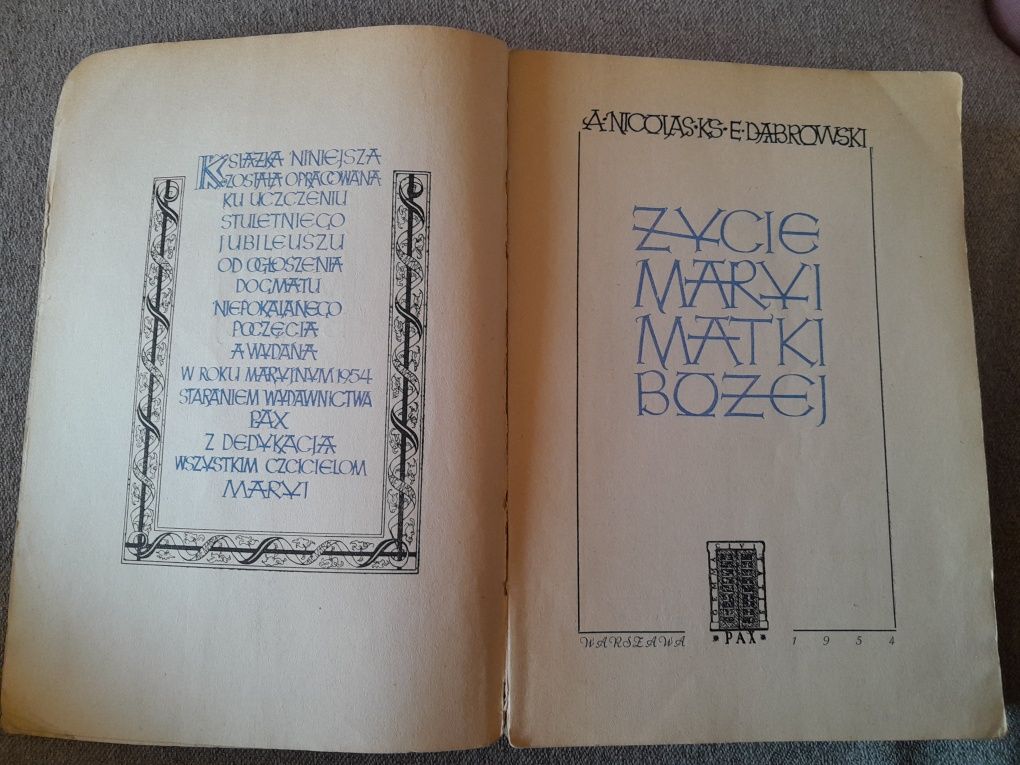 KSIĄŻKA NINIEJSZA
ZOSTAŁA OPRACOWANA
KU UCZCZENIU
STULETNIEGO
JUBILEUSZU
OD OGŁOSZENIA
DOGMATU
NIEPOKALANEGO
POCZĘCIA
A WYDANA
W ROKU MARYJNYM 1954
STARANIEM WYDAWNICTWA
PAX
Z DEDYKACJĄ
WSZYSTKIM CZCICIELOM
MARYI
A·NICOLAS·KS·E·DĄBROWSKI
ŻYCIE
MARYI
MATKI
BOŻEJ
·PAX·
WARSZAWA 1954